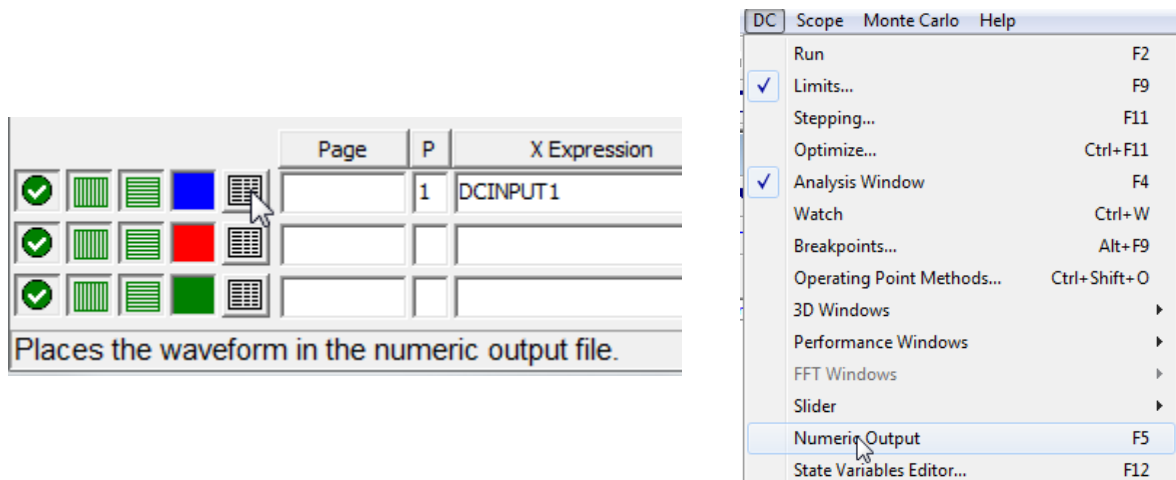 Page P X Expression
1 DCINPUT1
Places the waveform in the numeric output file.
DC Scope Monte Carlo Help
Run F2
Limits... F9
Stepping... F11
Optimize... Ctrl+F11
Analysis Window F4
Watch Ctrl+W
Breakpoints... Alt+F9
Operating Point Methods... Ctrl+Shift+O
3D Windows
Performance Windows
FFT Windows
Slider
Numeric Output F5
State Variables Editor... F12